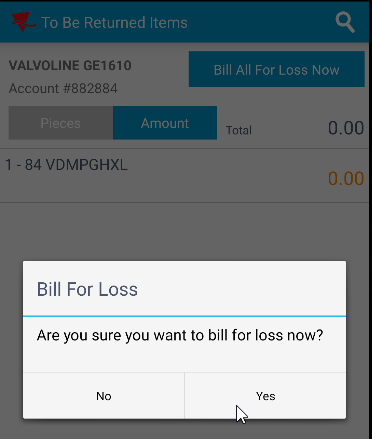 To Be Returned Items
VALVOLINE GE1610
Account #882884
Bill All For Loss Now
Pieces
Amount
Total
0.00
1 - 84 VDMPGHXL
0.00
Bill For Loss
Are you sure you want to bill for loss now?
No
Yes